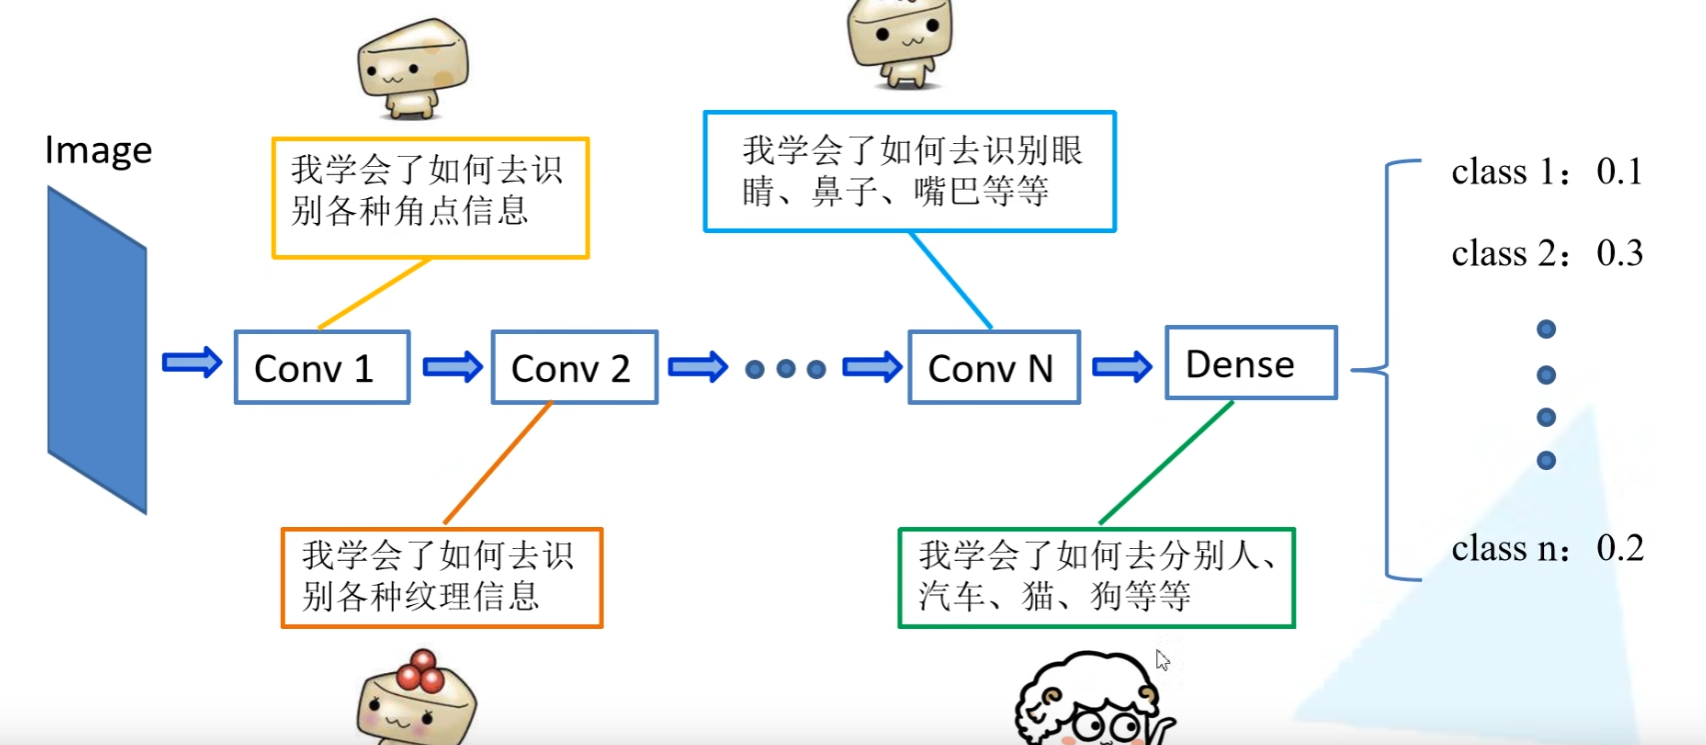 Image
我学会了如何去识
别各种角点信息
我学会了如何去识别眼
睛、鼻子、嘴巴等等
Conv 1
Conv 2
Conv N
Dense
class 1：0.1
class 2：0.3
class n：0.2
我学会了如何去识
别各种纹理信息
我学会了如何去分别人、
汽车、猫、狗等等